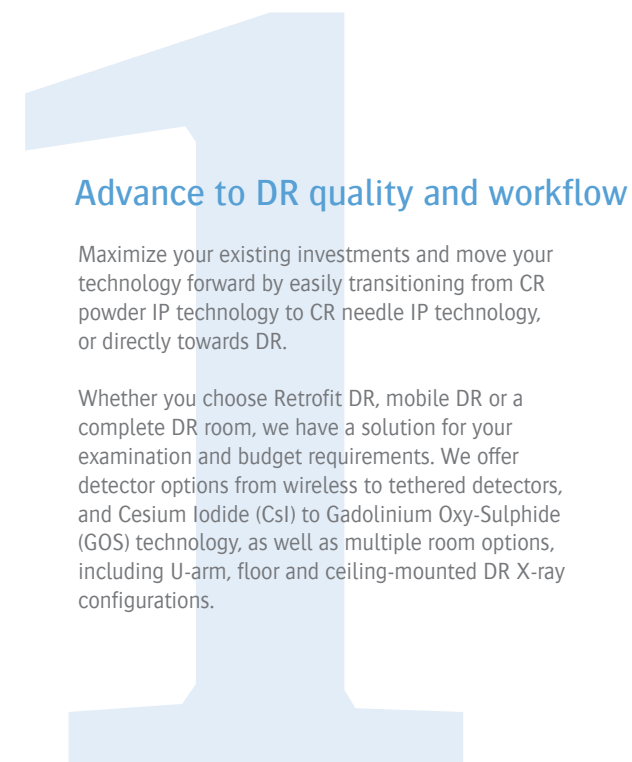 1
Advance to DR quality and workflow
Maximize your existing investments and move your
technology forward by easily transitioning from CR
powder IP technology to CR needle IP technology,
or directly towards DR.
Whether you choose Retrofit DR, mobile DR or a
complete DR room, we have a solution for your
examination and budget requirements. We offer
detector options from wireless to tethered detectors,
and Cesium Iodide (CsI) to Gadolinium Oxy-Sulphide
(GOS) technology, as well as multiple room options,
including U-arm, floor and ceiling-mounted DR X-ray
configurations.